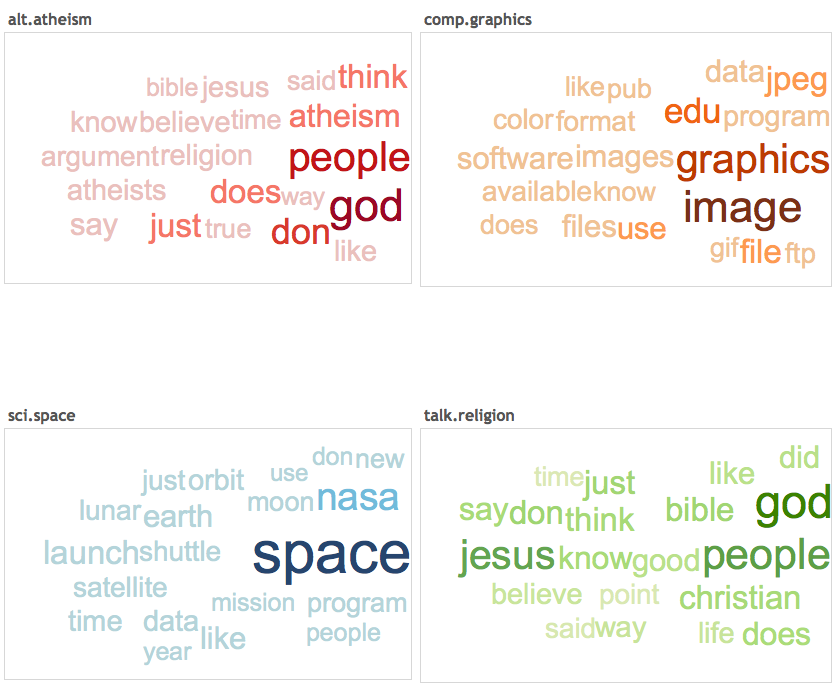 alt.atheism
bible jesus said think
know believe time atheism
argument religion people
atheists does way god
say just true don
like
comp.graphics
like pub data jpeg
color format edu program
software images graphics
available know image
does files use
gif file ftp
sci.space
just orbit use don new
lunar earth moon nasa
launch shuttle space
satellite
mission program
time data like people
year
talk.religion
did
time just like
say don think bible god
jesus know good people
believe point christian
said way life does